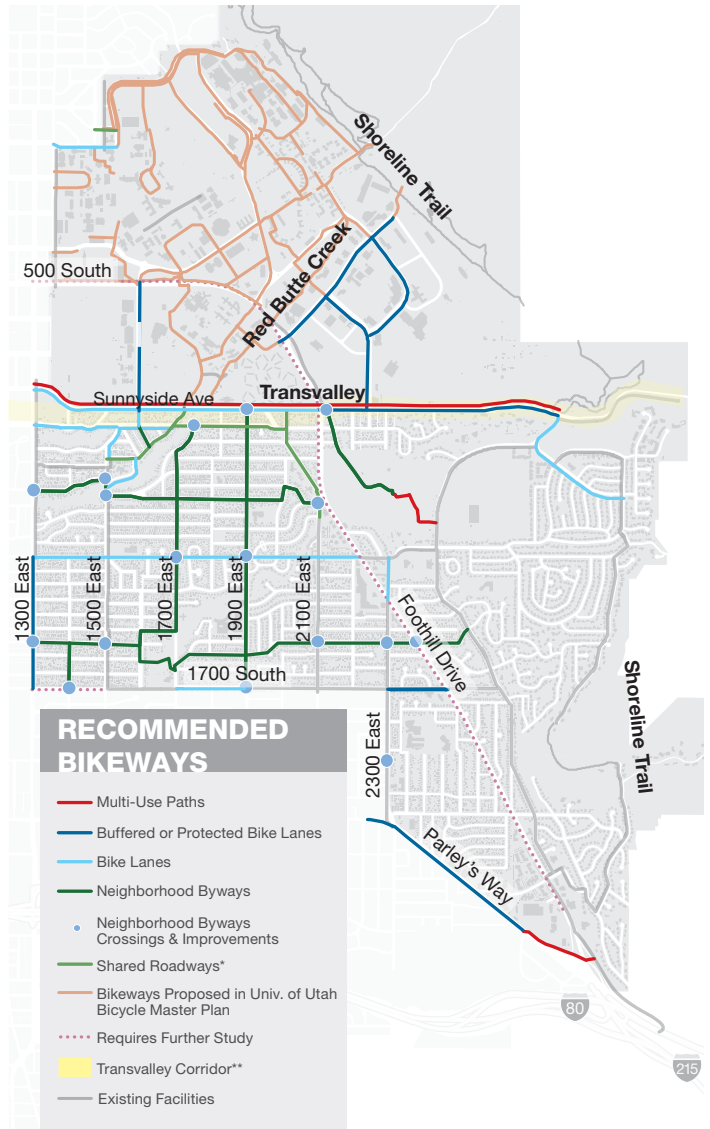 Shoreline Trail
Red Butte Creek
500 South
Transvalley
Sunnyside Ave
1300 East
1500 East
1700 East
1900 East
2100 East
Foothill Drive
1700 South
Shoreline Trail
2300 East
Parley's Way
80
215
RECOMMENDED
BIKEWAYS
Multi-Use Paths
Buffered or Protected Bike Lanes
Bike Lanes
Neighborhood Byways
Neighborhood Byways
Crossings & Improvements
Shared Roadways*
Bikeways Proposed in Univ. of Utah
Bicycle Master Plan
Requires Further Study
Transvalley Corridor**
Existing Facilities